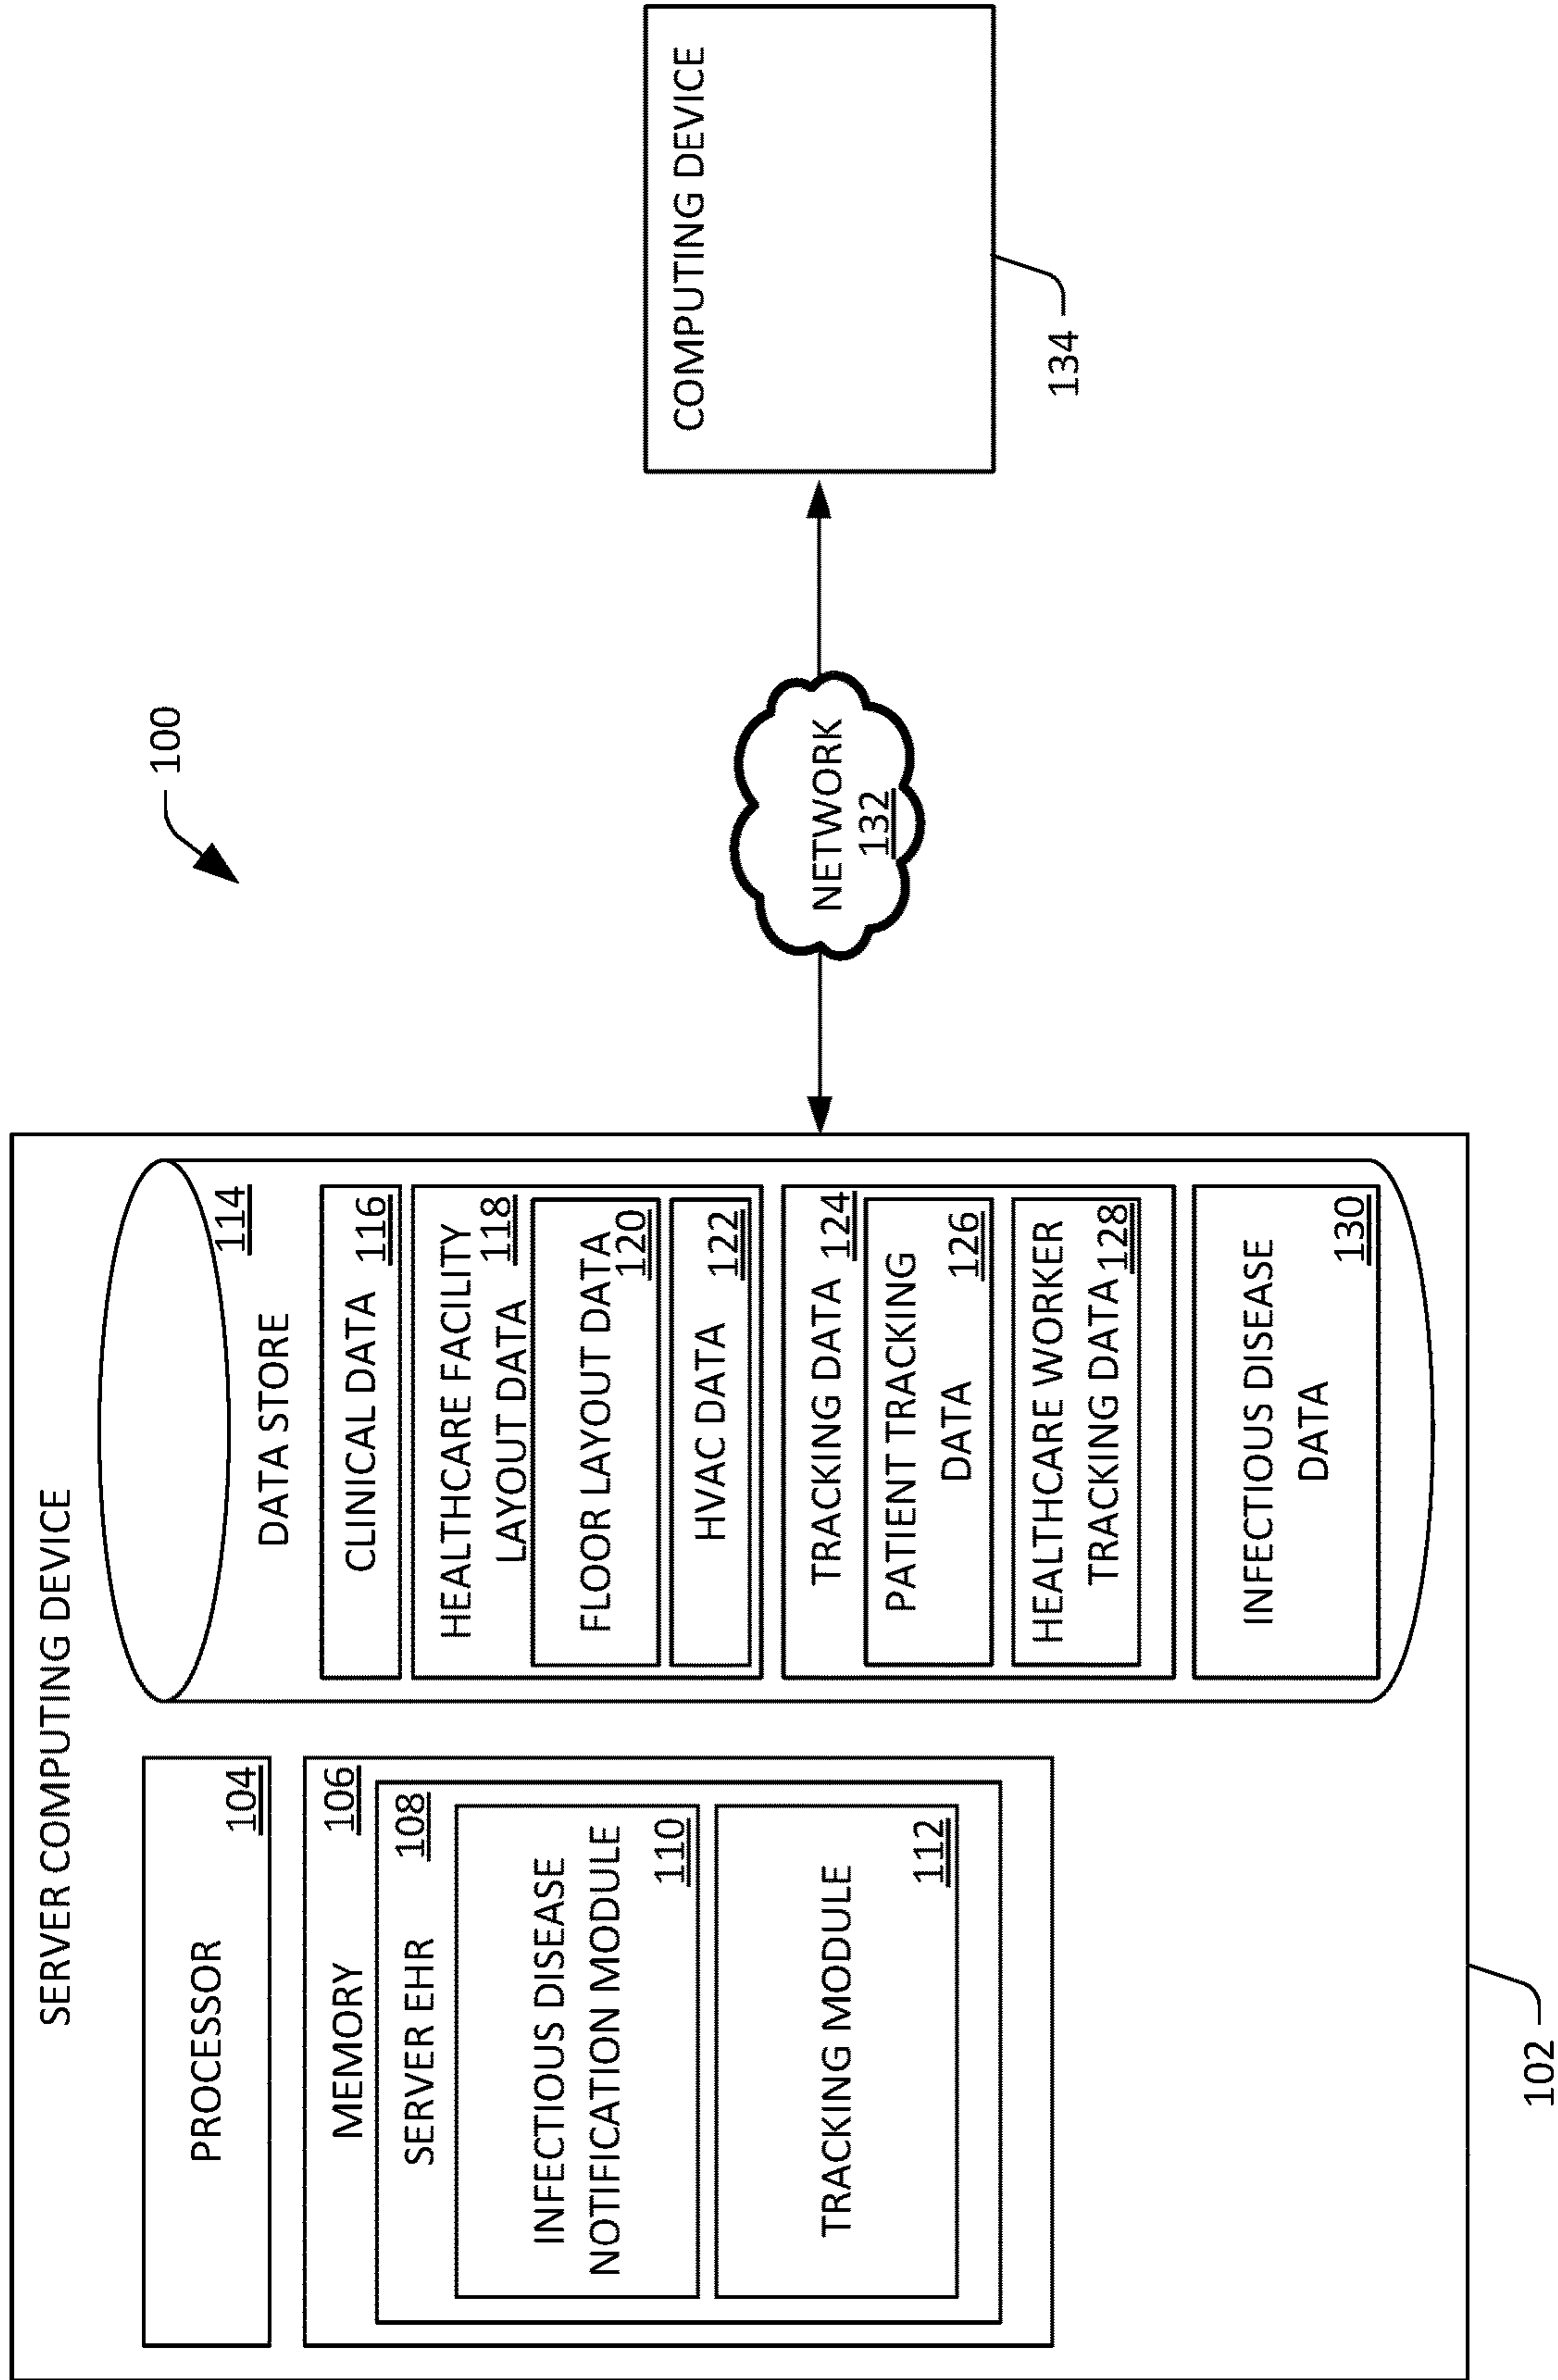 100
SERVER COMPUTING DEVICE
PROCESSOR
104
MEMORY
106
SERVER EHR
108
INFECTIOUS DISEASE
NOTIFICATION MODULE
110
TRACKING MODULE
112
114
DATA STORE
CLINICAL DATA 116
HEALTHCARE FACILITY
LAYOUT DATA 118
FLOOR LAYOUT DATA
120
HVAC DATA 122
TRACKING DATA 124
PATIENT TRACKING
DATA 126
HEALTHCARE WORKER
TRACKING DATA 128
INFECTIOUS DISEASE
DATA 130
102
NETWORK
132
COMPUTING DEVICE
134